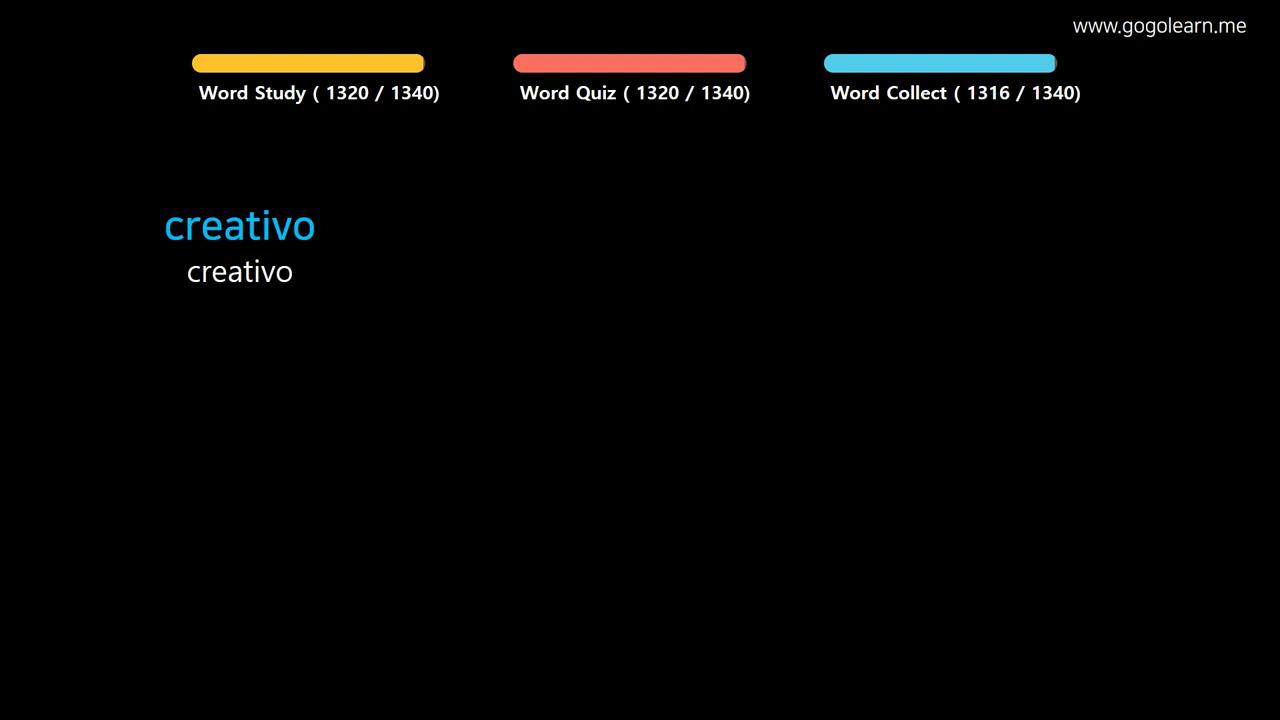 www.gogolearn.me
Word Study ( 1320 / 1340)
Word Quiz ( 1320 / 1340)
Word Collect ( 1316 / 1340)
creativo
creativo